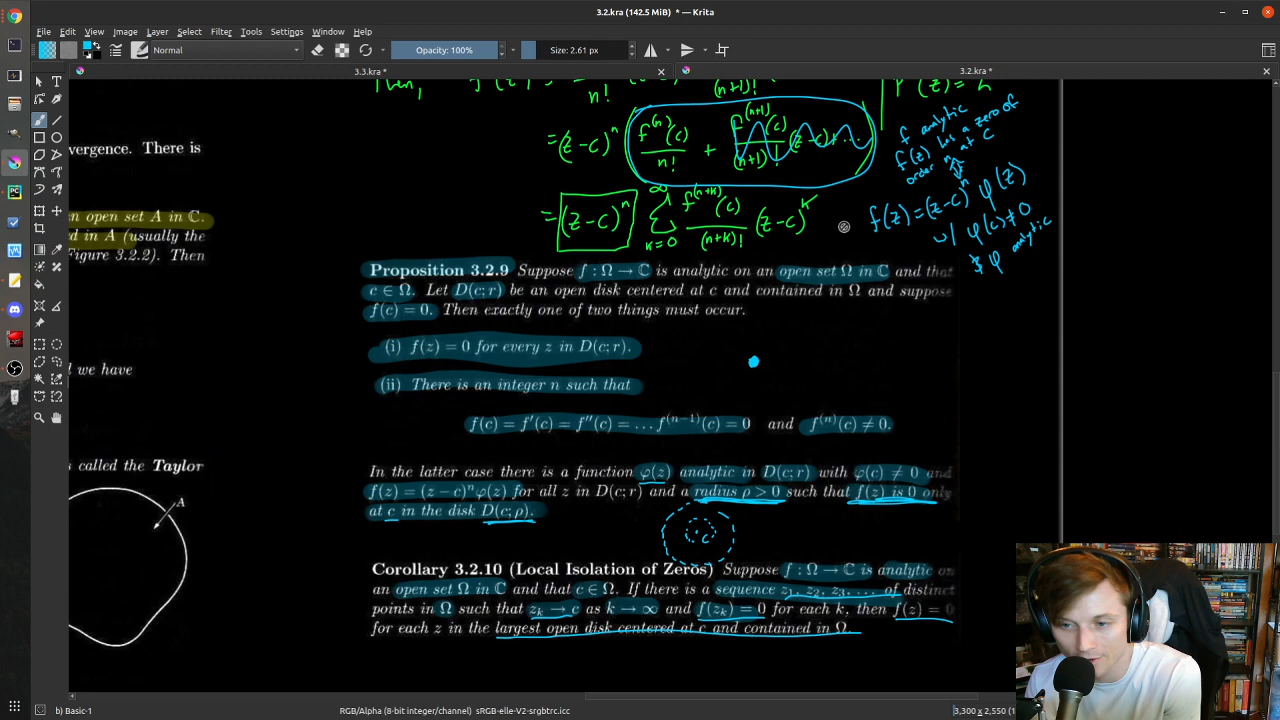 3.2.kra (142.5 MiB) * — Krita
File Edit View Image Layer Select Filter Tools Settings Window Help
Normal Opacity: 100% Size: 2.61 px
3.3.kra * 3.2.kra *
vergence. There is
n open set A in ℂ.
d in A (usually the
Figure 3.2.2). Then
d we have
s called the Taylor
A
Then,
n! (n+1)!
= (z-c)^n ( f^(n)(c)/n! + f^(n+1)(c)/(n+1)! (z-c) + ... )
= (z-c)^n ∑_{k=0}^∞ f^(n+k)(c)/(n+k)! (z-c)^k
f analytic
f(z) has a zero of
order n at c
f(z) = (z-c)^n φ(z)
w/ φ(c) ≠ 0
& φ analytic
Proposition 3.2.9 Suppose f : Ω → ℂ is analytic on an open set Ω in ℂ and that
c ∈ Ω. Let D(c; r) be an open disk centered at c and contained in Ω and suppose
f(c) = 0. Then exactly one of two things must occur.
(i) f(z) = 0 for every z in D(c; r).
(ii) There is an integer n such that
f(c) = f′(c) = f″(c) = ... f^(n−1)(c) = 0 and f^(n)(c) ≠ 0.
In the latter case there is a function φ(z) analytic in D(c; r) with φ(c) ≠ 0 and
f(z) = (z − c)^n φ(z) for all z in D(c; r) and a radius ρ > 0 such that f(z) is 0 only
at c in the disk D(c; ρ).
c
Corollary 3.2.10 (Local Isolation of Zeros) Suppose f : Ω → ℂ is analytic on
an open set Ω in ℂ and that c ∈ Ω. If there is a sequence z₁, z₂, z₃, ... of distinct
points in Ω such that z_k → c as k → ∞ and f(z_k) = 0 for each k, then f(z) = 0
for each z in the largest open disk centered at c and contained in Ω.
b) Basic-1 RGB/Alpha (8-bit integer/channel) sRGB-elle-V2-srgbtrc.icc 3,300 x 2,550 (1